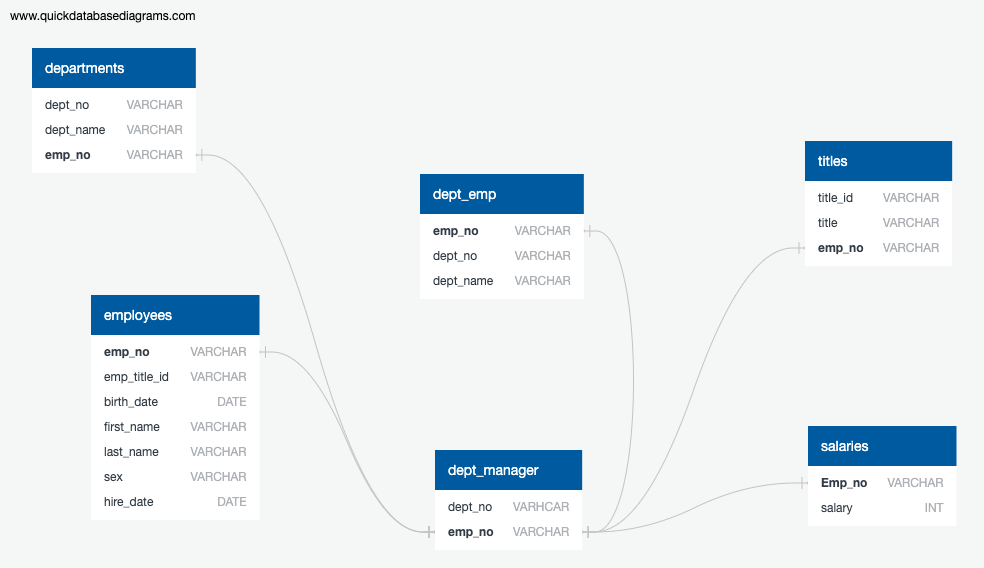 www.quickdatabasediagrams.com
departments
dept_no VARCHAR
dept_name VARCHAR
emp_no VARCHAR
dept_emp
emp_no VARCHAR
dept_no VARCHAR
dept_name VARCHAR
titles
title_id VARCHAR
title VARCHAR
emp_no VARCHAR
employees
emp_no VARCHAR
emp_title_id VARCHAR
birth_date DATE
first_name VARCHAR
last_name VARCHAR
sex VARCHAR
hire_date DATE
dept_manager
dept_no VARHCAR
emp_no VARCHAR
salaries
Emp_no VARCHAR
salary INT